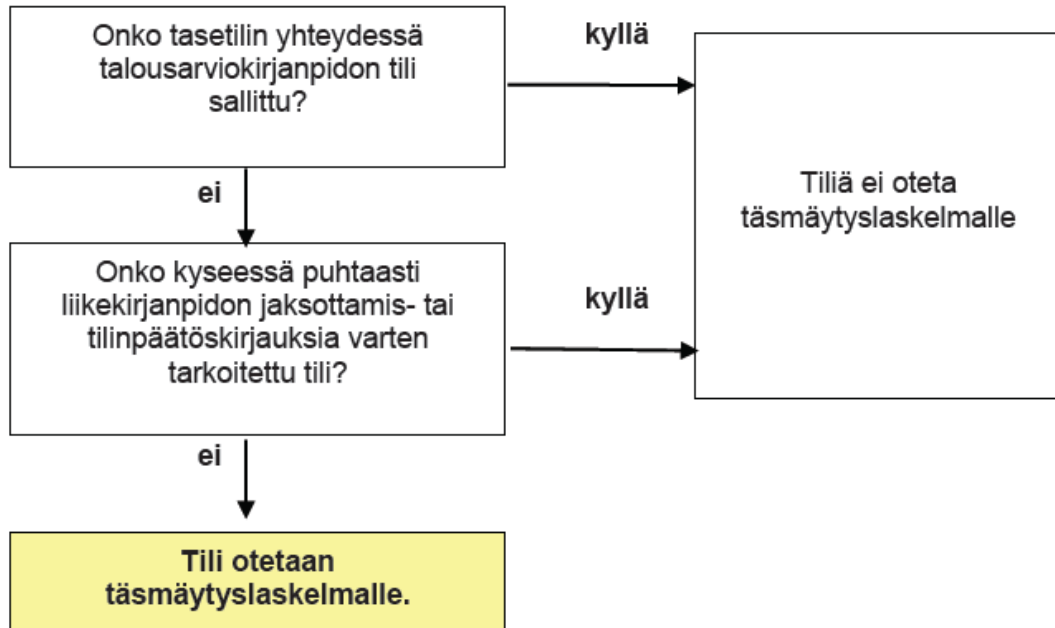 Onko tasetilin yhteydessä
talousarviokirjanpidon tili
sallittu?
kyllä
Tiliä ei oteta
täsmäytyslaskelmalle
ei
Onko kyseessä puhtaasti
liikekirjanpidon jaksottamis- tai
tilinpäätöskirjauksia varten
tarkoitettu tili?
kyllä
ei
Tili otetaan
täsmäytyslaskelmalle.